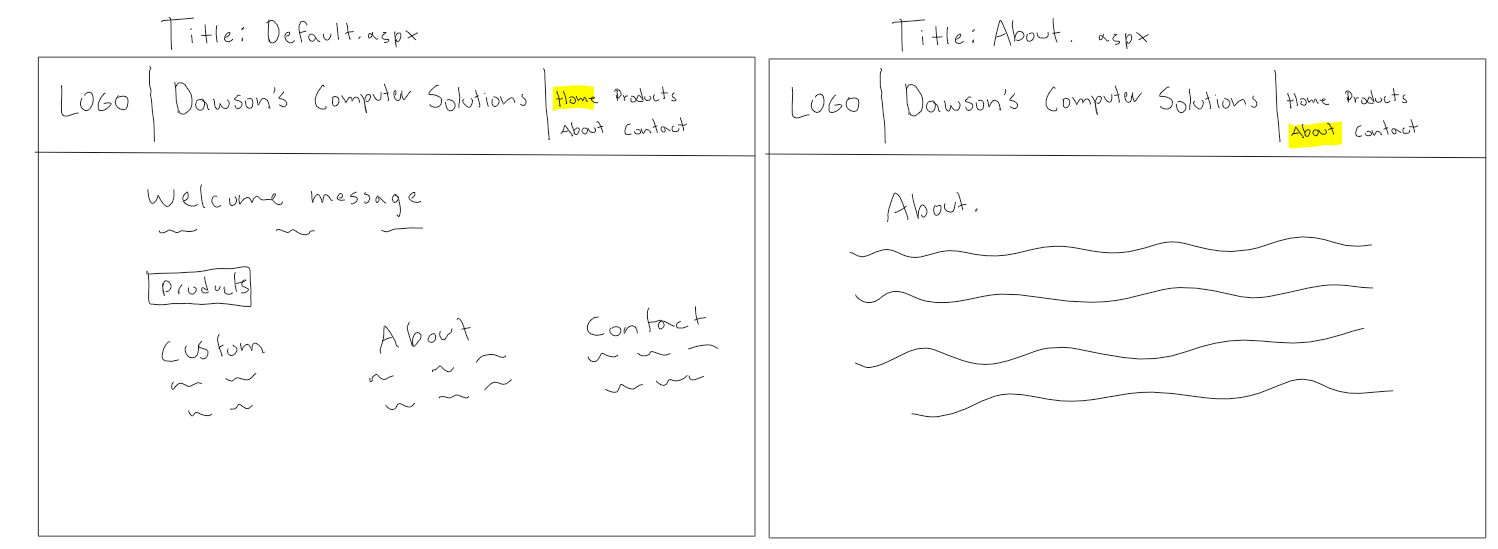 Title: Default.aspx
LOGO Dawson's Computer Solutions Home Products
About Contact
Welcome message
Products
Custom About Contact
Title: About. aspx
LOGO Dawson's Computer Solutions Home Products
About Contact
About.